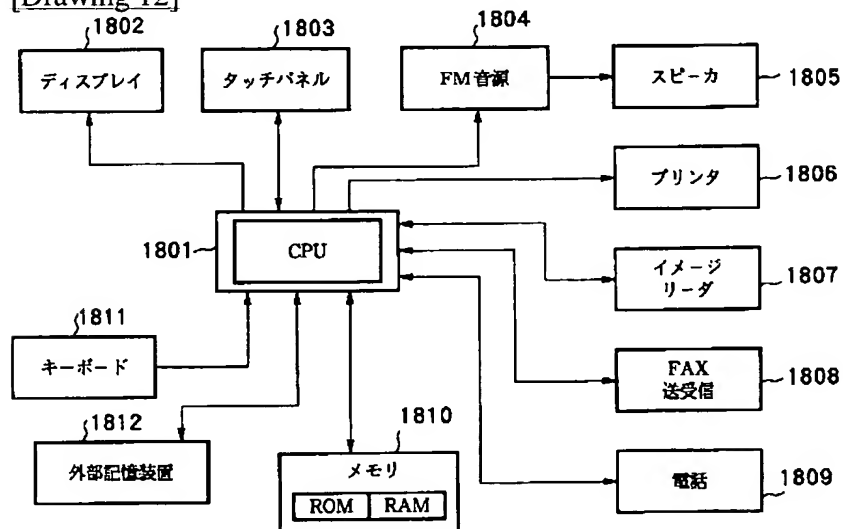 [Drawing 12]
1802
1803
1804
ディスプレイ
タッチパネル
FM音源
スピーカ
1805
プリンタ
1806
1801
CPU
イメージ
リーダ
1807
1811
キーボード
FAX
送受信
1808
1812
外部記憶装置
1810
メモリ
ROM
RAM
電話
1809